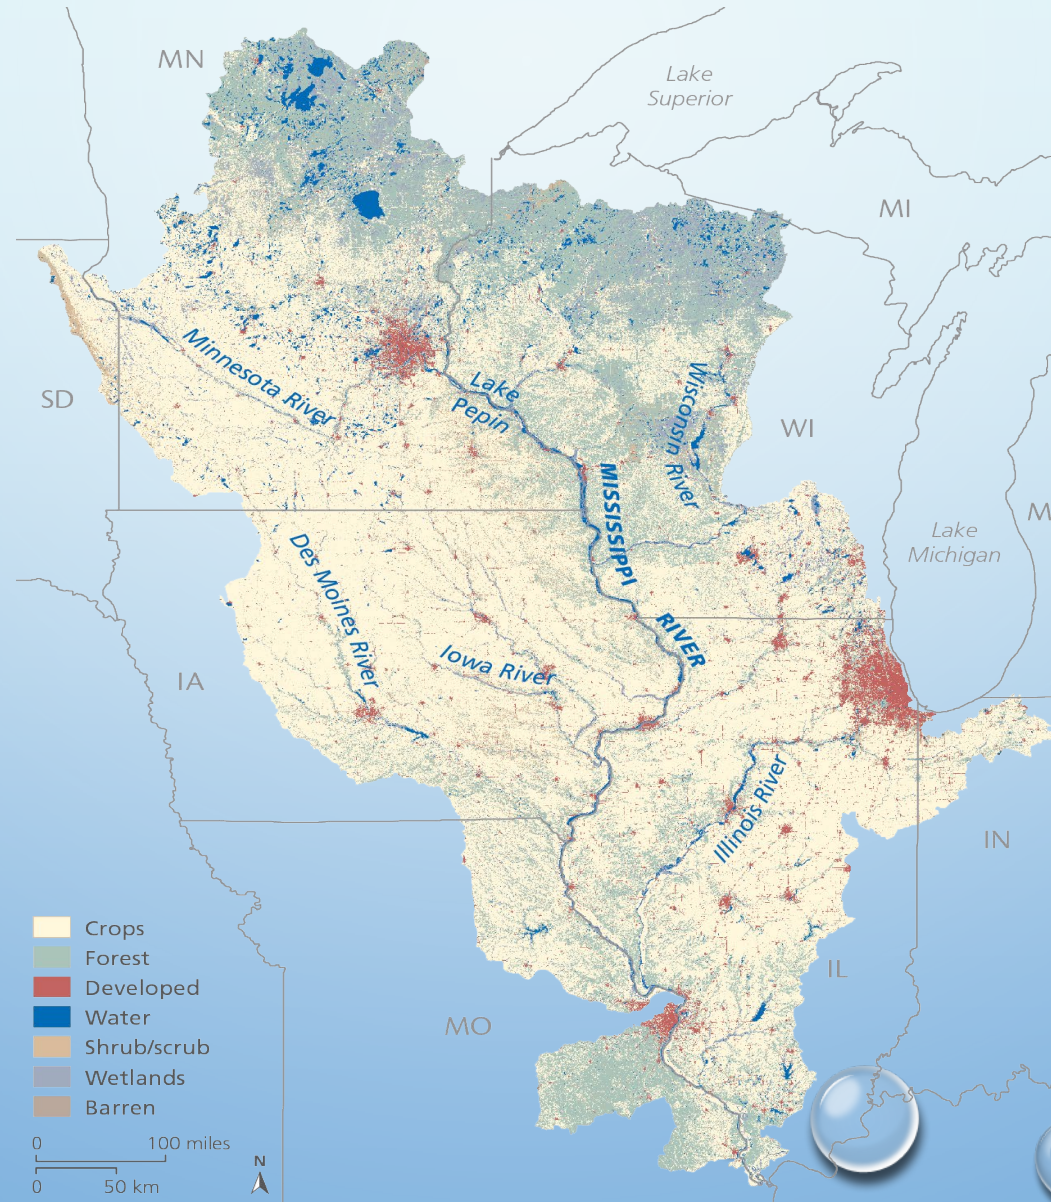 MN
Lake
Superior
MI
Minnesota River
Lake
Pepin
Wisconsin River
SD
WI
MISSISSIPPI
RIVER
M
Lake
Michigan
Des Moines River
Iowa River
IA
Illinois River
IN
IL
MO
Crops
Forest
Developed
Water
Shrub/scrub
Wetlands
Barren
0 100 miles
0 50 km
N